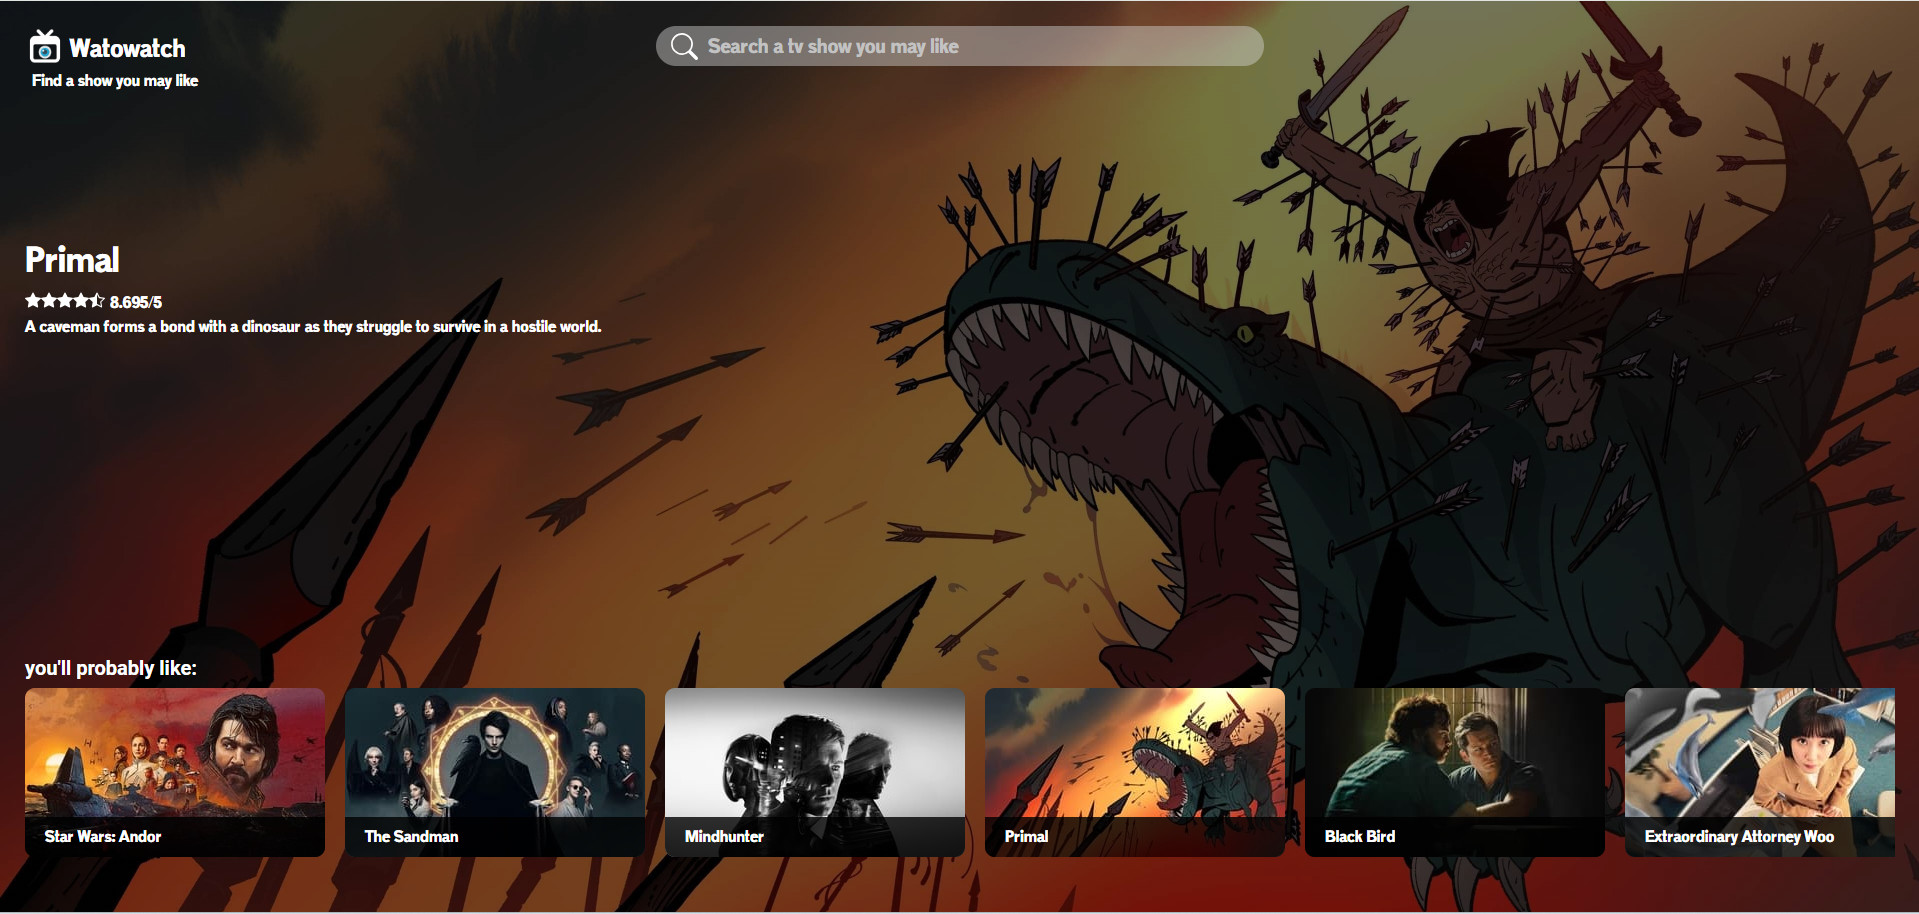 Watowatch
Find a show you may like
Search a tv show you may like
Primal
8.695/5
A caveman forms a bond with a dinosaur as they struggle to survive in a hostile world.
you'll probably like:
Star Wars: Andor
The Sandman
Mindhunter
Primal
Black Bird
Extraordinary Attorney Woo